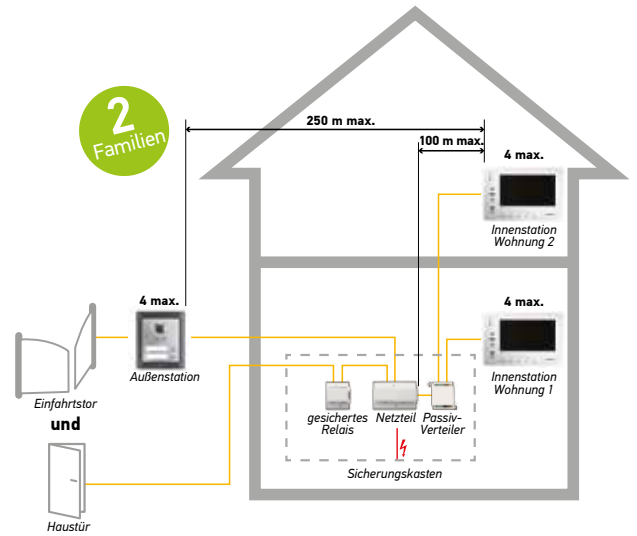 2
Familien
250 m max.
100 m max.
4 max.
Innenstation
Wohnung 2
4 max.
Außenstation
4 max.
Innenstation
Wohnung 1
Einfahrtstor
und
Haustür
gesichertes
Relais
Netzteil
Passiv-
Verteiler
Sicherungskasten